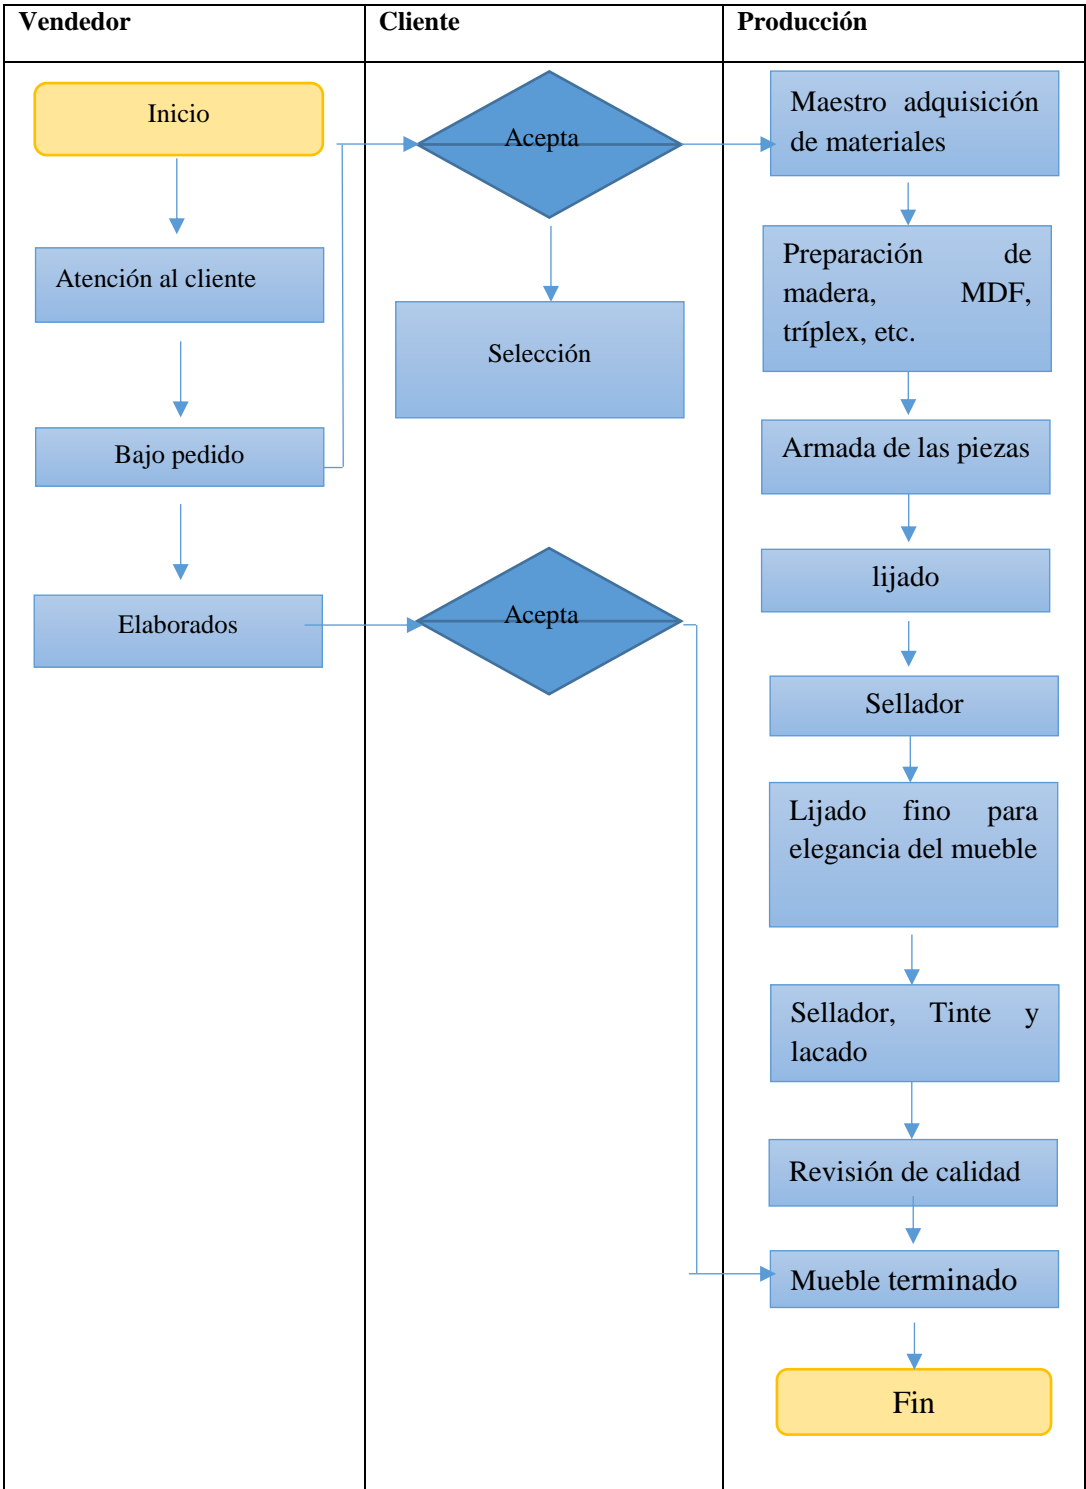 Vendedor
Cliente
Producción
Inicio
Atención al cliente
Bajo pedido
Elaborados
Acepta
Selección
Acepta
Maestro adquisición
de materiales
Preparación de
madera, MDF,
tríplex, etc.
Armada de las piezas
lijado
Sellador
Lijado fino para
elegancia del mueble
Sellador, Tinte y
lacado
Revisión de calidad
Mueble terminado
Fin